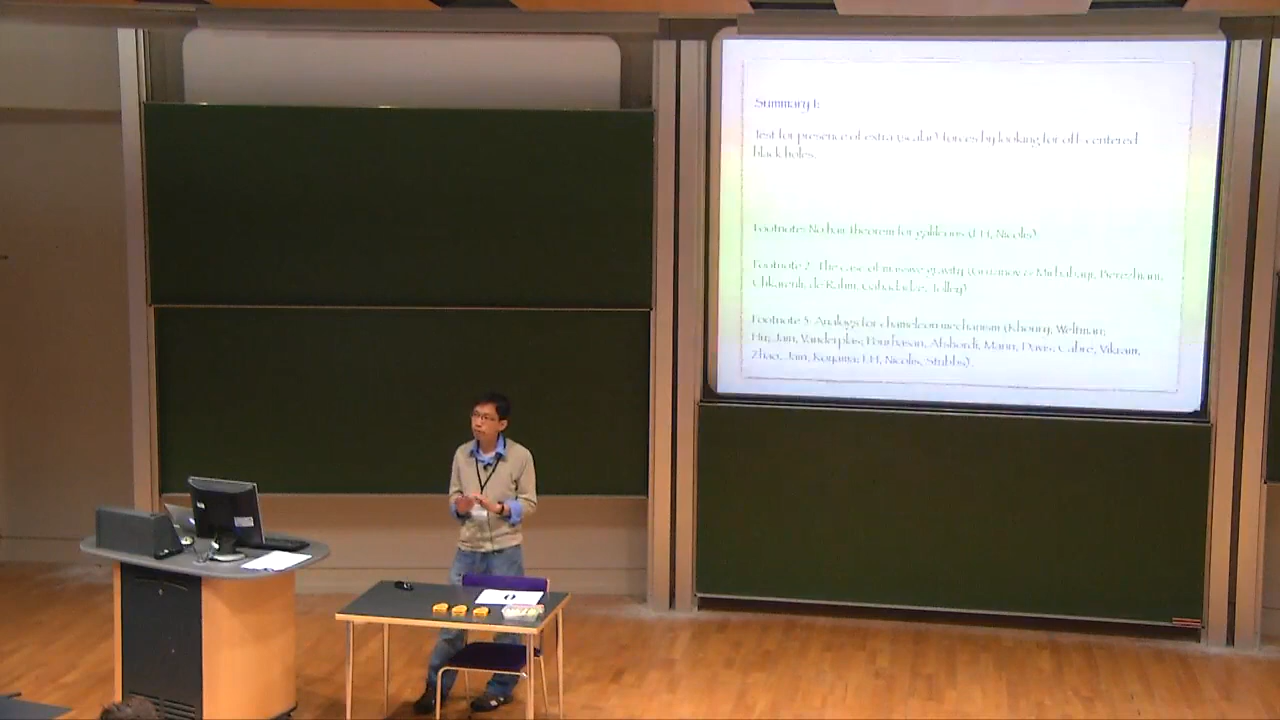 Summary I:
Test for presence of extra (scalar) forces by looking for off-centered
black holes.
Footnote: No hair theorem for galileons (LH, Nicolis)
Footnote 2: The case of massive gravity & Mirbabayi, Berezhiani,
Chkareuli, de Rham, Gabadadze, Tolley)
Footnote 3: Analogs for chameleon mechanism (Khoury, Weltman;
Hu; Jain, Vanderplas; Pourhasan, Afshordi, Mann, Davis; Cabre, Vikram,
Zhao, Jain, Koyama; LH, Nicolis, Stubbs).